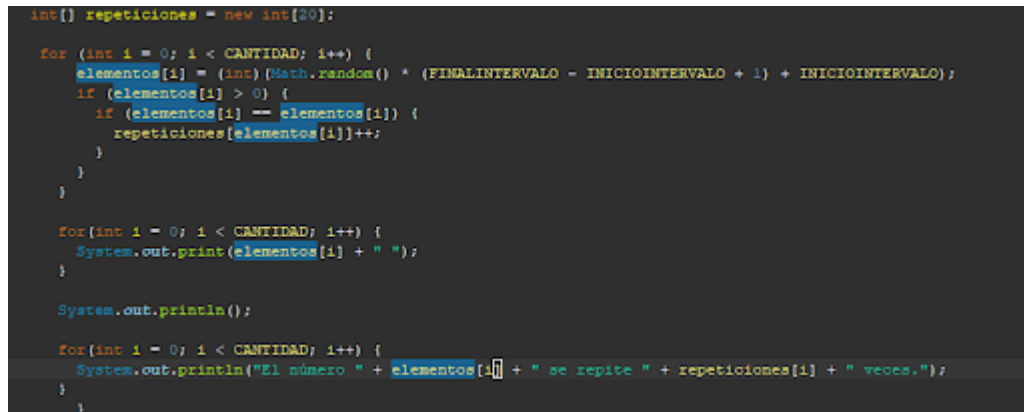 int[] repeticiones = new int[20];
for (int i = 0; i < CANTIDAD; i++) {
elementos[i] = (int)(Math.random() * (FINALINTERVALO - INICIOINTERVALO + 1) + INICIOINTERVALO);
if (elementos[i] > 0) {
if (elementos[i] == elementos[i]) {
repeticiones[elementos[i]]++;
}
}
}
for(int i = 0; i < CANTIDAD; i++) {
System.out.print(elementos[i] + " ");
}
System.out.println();
for(int i = 0; i < CANTIDAD; i++) {
System.out.println("El número " + elementos[i] + " se repite " + repeticiones[i] + " veces.");
}
}